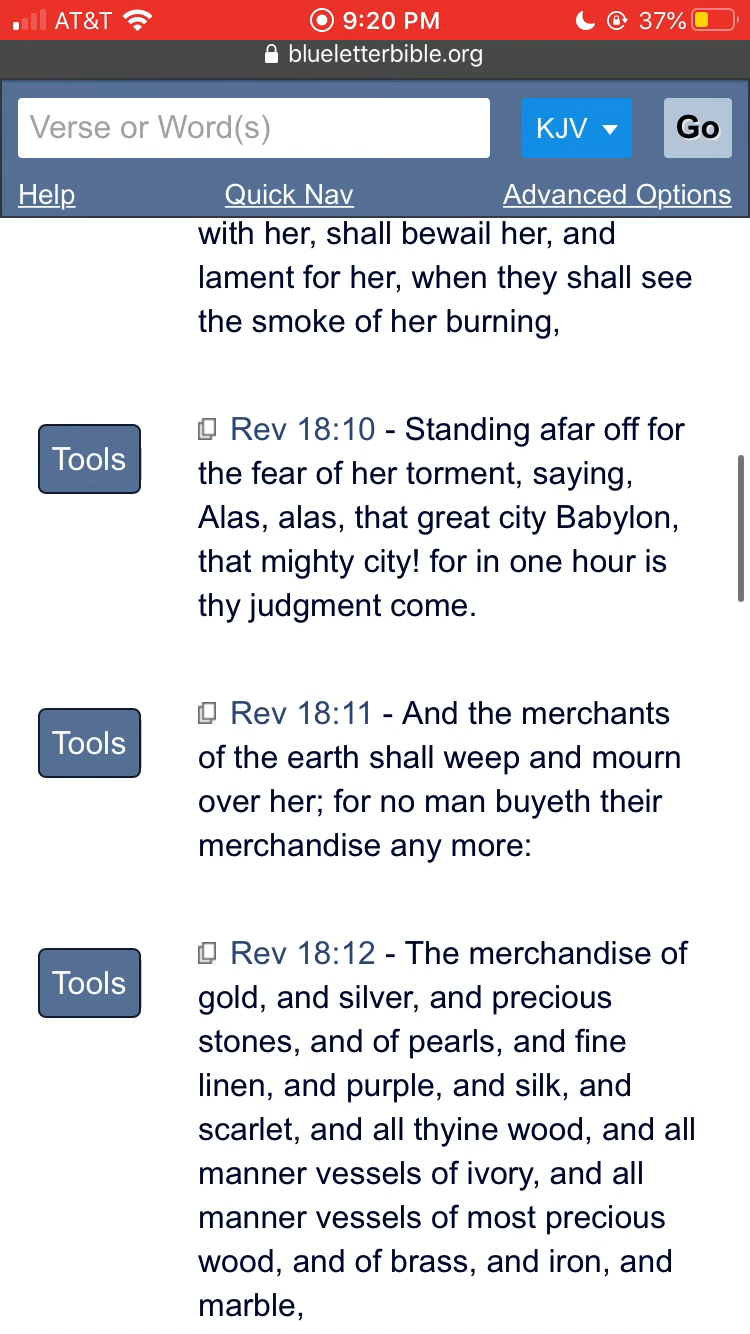 AT&T 9:20 PM 37%
blueletterbible.org
Verse or Word(s) KJV Go
Help Quick Nav Advanced Options
with her, shall bewail her, and
lament for her, when they shall see
the smoke of her burning,
Tools
Rev 18:10 - Standing afar off for
the fear of her torment, saying,
Alas, alas, that great city Babylon,
that mighty city! for in one hour is
thy judgment come.
Tools
Rev 18:11 - And the merchants
of the earth shall weep and mourn
over her; for no man buyeth their
merchandise any more:
Tools
Rev 18:12 - The merchandise of
gold, and silver, and precious
stones, and of pearls, and fine
linen, and purple, and silk, and
scarlet, and all thyine wood, and all
manner vessels of ivory, and all
manner vessels of most precious
wood, and of brass, and iron, and
marble,